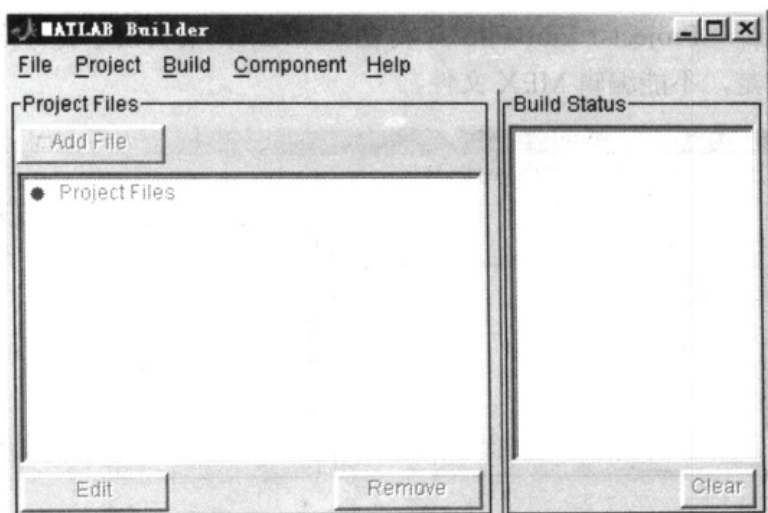 MATLAB Builder
File Project Build Component Help
Project Files
Build Status
Add File
Project Files
Edit
Remove
Clear